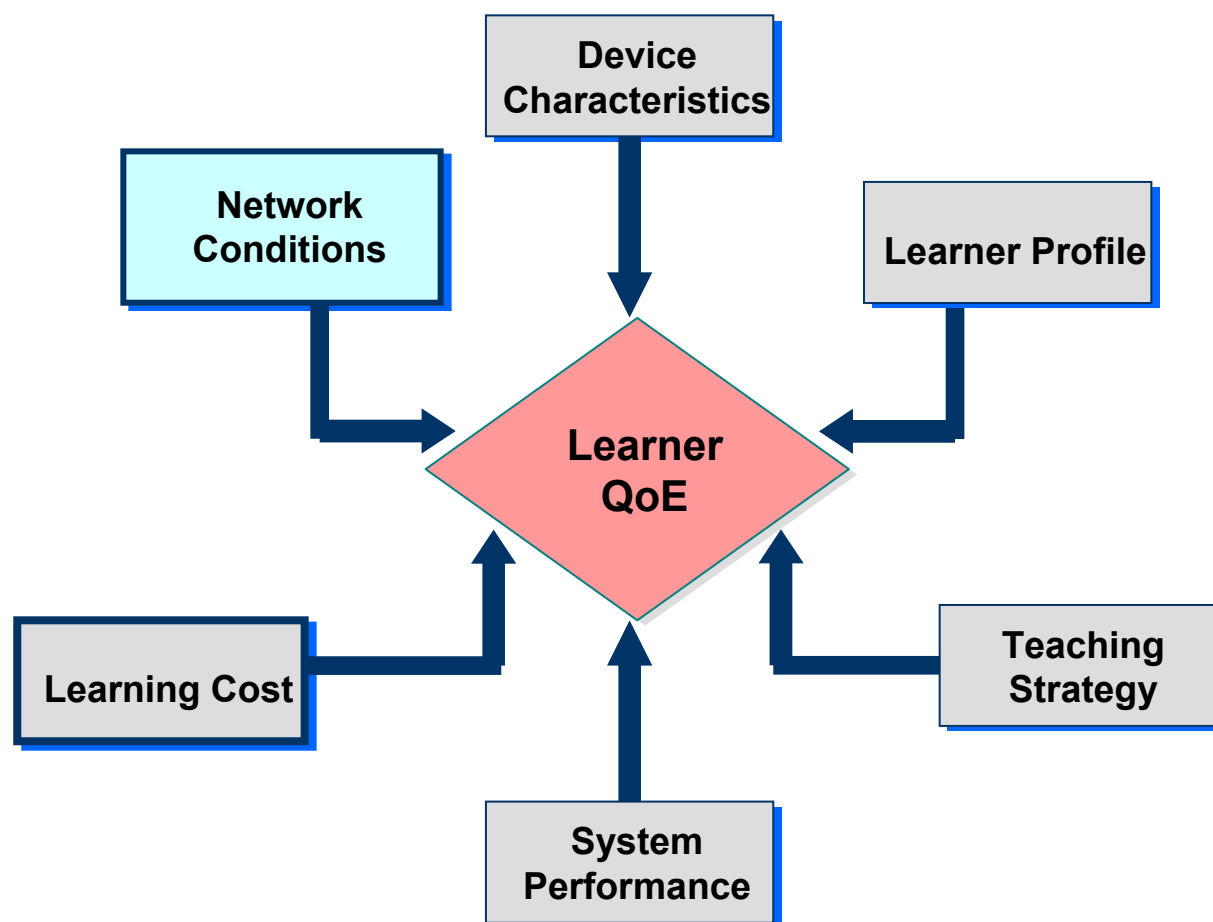 Device
Characteristics
Network
Conditions
Learner Profile
Learner
QoE
Learning Cost
Teaching
Strategy
System
Performance